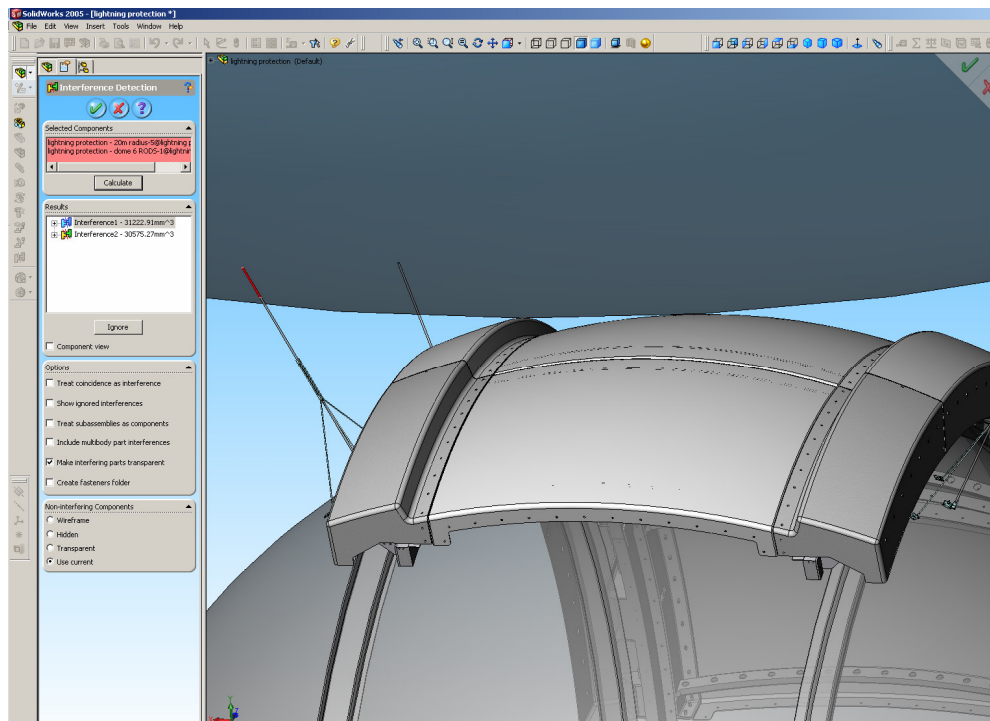 SolidWorks 2005 - [lightning protection *]
File Edit View Insert Tools Window Help
lightning protection (Default)
Interference Detection
Selected Components
lightning protection - 20m radius-5@lightning p
lightning protection - dome 6 RODS-1@lightnin
Calculate
Results
Interference1 - 31222.91mm^3
Interference2 - 30575.27mm^3
Ignore
Component view
Options
Treat coincidence as interference
Show ignored interferences
Treat subassemblies as components
Include multibody part interferences
Make interfering parts transparent
Create fasteners folder
Non-interfering Components
Wireframe
Hidden
Transparent
Use current